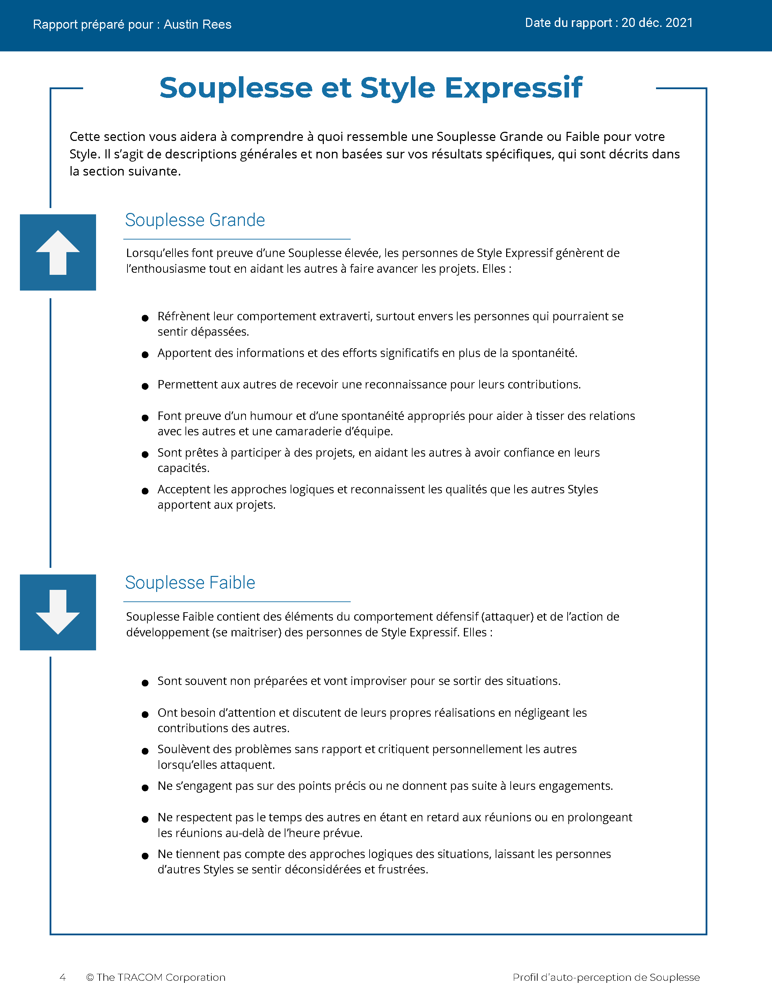 Rapport préparé pour : Austin Rees
Date du rapport : 20 déc. 2021
Souplesse et Style Expressif
Cette section vous aidera à comprendre à quoi ressemble une Souplesse Grande ou Faible pour votre
Style. Il s’agit de descriptions générales et non basées sur vos résultats spécifiques, qui sont décrits dans
la section suivante.
Souplesse Grande
Lorsqu’elles font preuve d’une Souplesse élevée, les personnes de Style Expressif génèrent de
l’enthousiasme tout en aidant les autres à faire avancer les projets. Elles :
● Réfrènent leur comportement extraverti, surtout envers les personnes qui pourraient se
sentir dépassées.
● Apportent des informations et des efforts significatifs en plus de la spontanéité.
● Permettent aux autres de recevoir une reconnaissance pour leurs contributions.
● Font preuve d’un humour et d’une spontanéité appropriés pour aider à tisser des relations
avec les autres et une camaraderie d’équipe.
● Sont prêtes à participer à des projets, en aidant les autres à avoir confiance en leurs
capacités.
● Acceptent les approches logiques et reconnaissent les qualités que les autres Styles
apportent aux projets.
Souplesse Faible
Souplesse Faible contient des éléments du comportement défensif (attaquer) et de l’action de
développement (se maitriser) des personnes de Style Expressif. Elles :
● Sont souvent non préparées et vont improviser pour se sortir des situations.
● Ont besoin d’attention et discutent de leurs propres réalisations en négligeant les
contributions des autres.
● Soulèvent des problèmes sans rapport et critiquent personnellement les autres
lorsqu’elles attaquent.
● Ne s’engagent pas sur des points précis ou ne donnent pas suite à leurs engagements.
● Ne respectent pas le temps des autres en étant en retard aux réunions ou en prolongeant
les réunions au-delà de l’heure prévue.
● Ne tiennent pas compte des approches logiques des situations, laissant les personnes
d’autres Styles se sentir déconsidérées et frustrées.
4 © The TRACOM Corporation
Profil d’auto-perception de Souplesse